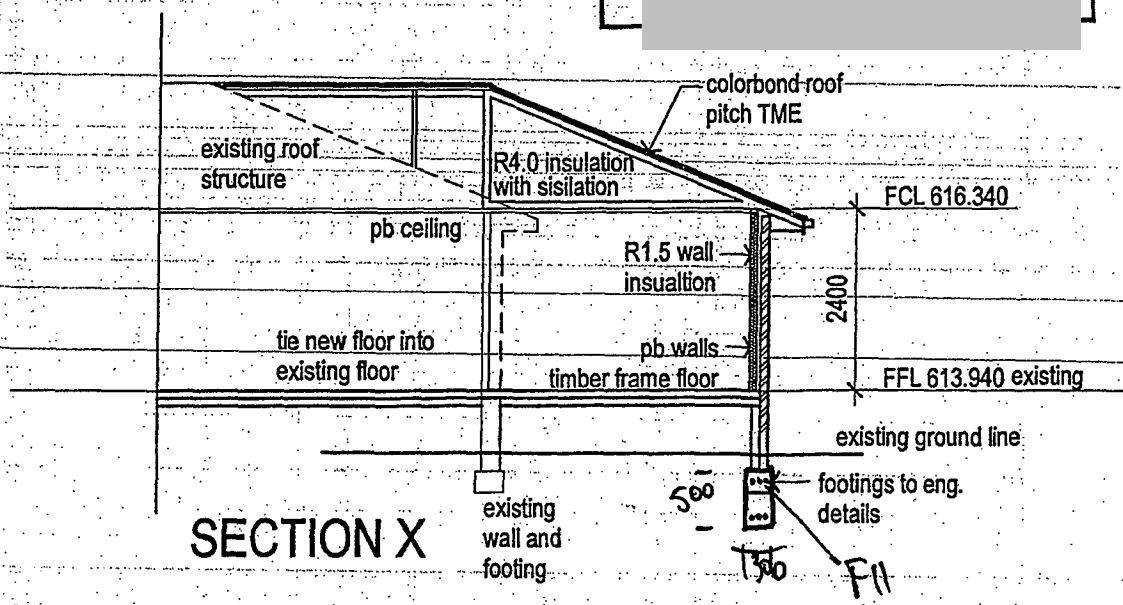 colorbond roof
pitch TME
existing roof
structure
R4.0 insulation
with sisilation
FCL 616.340
pb ceiling
R1.5 wall
insualtion
2400
tie new floor into
existing floor
pb walls
timber frame floor
FFL 613.940 existing
existing ground line
500
footings to eng.
details
existing
wall and
footing
SECTION X
300
F11